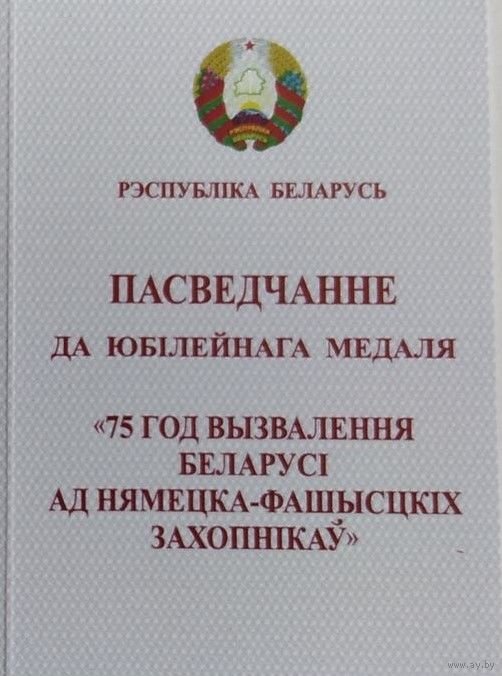 РЭСПУБЛІКА БЕЛАРУСЬ
ПАСВЕДЧАННЕ
ДА ЮБІЛЕЙНАГА МЕДАЛЯ
«75 ГОД ВЫЗВАЛЕННЯ
БЕЛАРУСІ
АД НЯМЕЦКА-ФАШЫСЦКІХ
ЗАХОПНІКАЎ»
www.ay.by